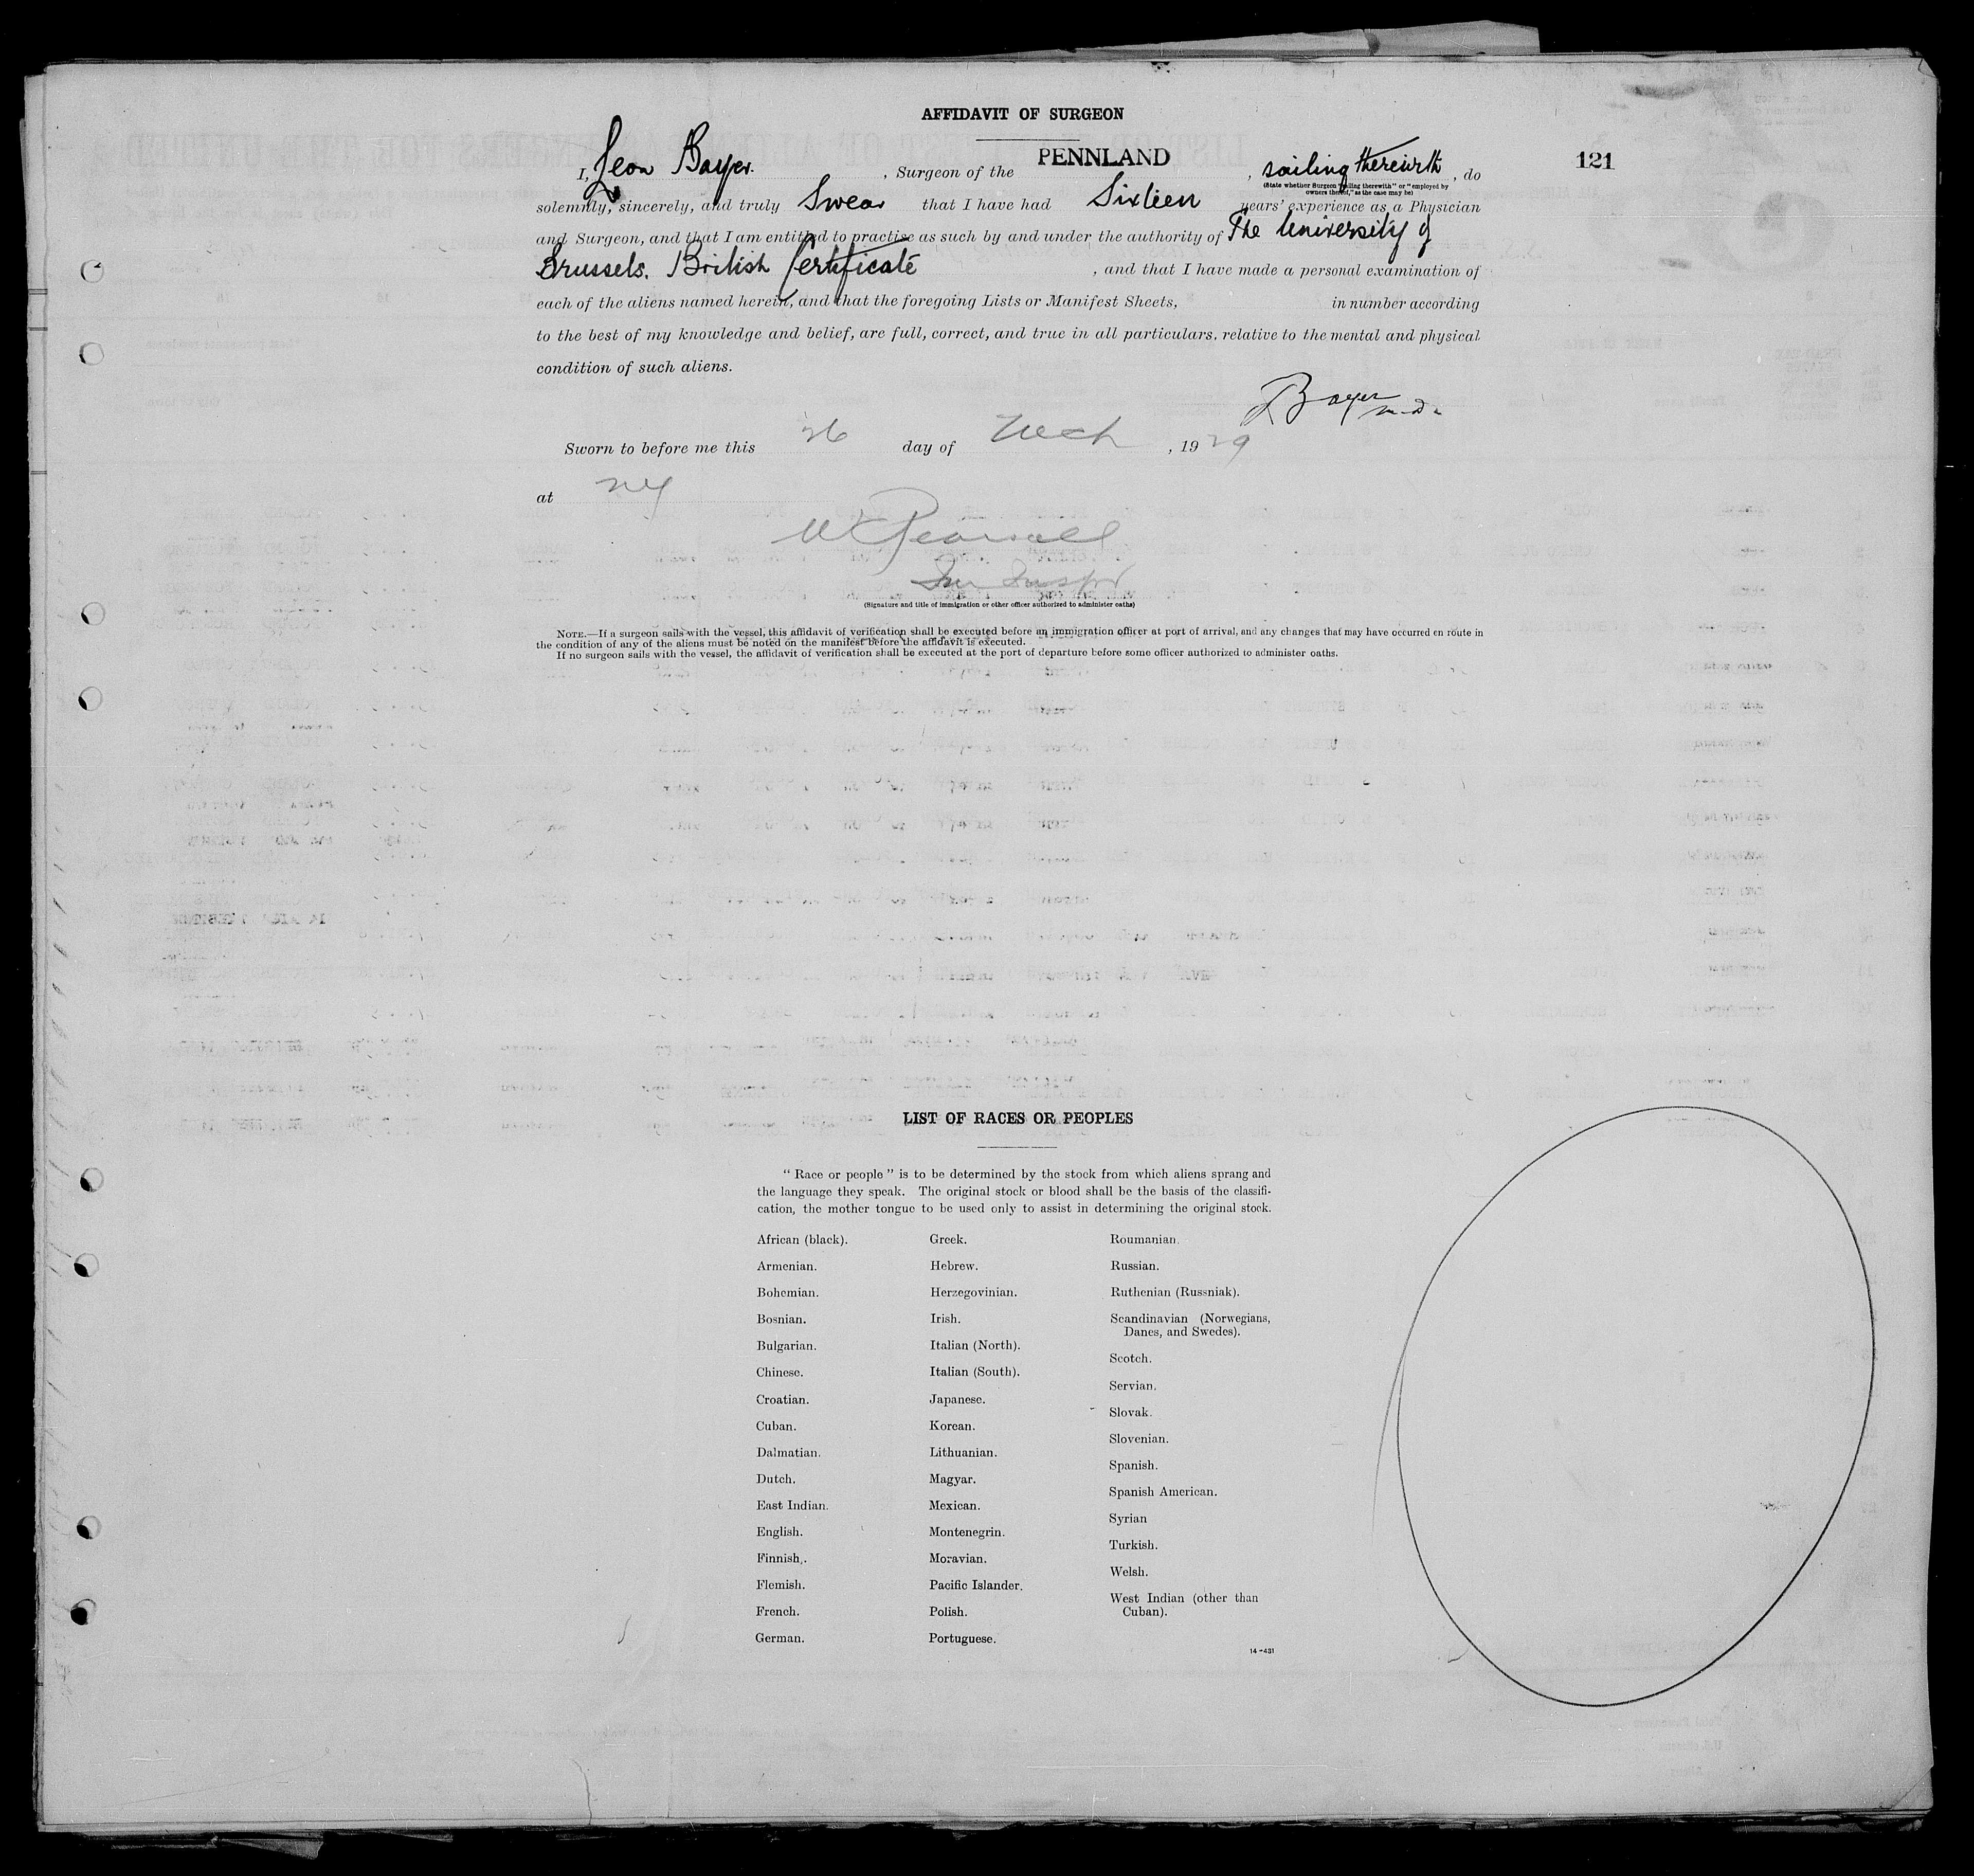 AFFIDAVIT OF SURGEON
121
I, Leon Bayer. , Surgeon of the PENNLAND , sailing therewith , do
(State whether Surgeon "sailing therewith" or "employed by
owners thereof," as the case may be)
solemnly, sincerely, and truly Swear that I have had Sixteen years' experience as a Physician
and Surgeon, and that I am entitled to practise as such by and under the authority of The University of
Brussels. British Certificate , and that I have made a personal examination of
each of the aliens named herein, and that the foregoing Lists or Manifest Sheets, in number according
to the best of my knowledge and belief, are full, correct, and true in all particulars, relative to the mental and physical
condition of such aliens.
L Bayer M.D.
Sworn to before me this 26 day of Mch , 1929
at NY
Imm Inspr
(Signature and title of immigration or other officer authorized to administer oaths)
NOTE.—If a surgeon sails with the vessel, this affidavit of verification shall be executed before an immigration officer at port of arrival, and any changes that may have occurred en route in
the condition of any of the aliens must be noted on the manifest before the affidavit is executed.
If no surgeon sails with the vessel, the affidavit of verification shall be executed at the port of departure before some officer authorized to administer oaths.
LIST OF RACES OR PEOPLES
" Race or people " is to be determined by the stock from which aliens sprang and
the language they speak. The original stock or blood shall be the basis of the classifi-
cation, the mother tongue to be used only to assist in determining the original stock.
African (black).
Armenian.
Bohemian.
Bosnian.
Bulgarian.
Chinese.
Croatian.
Cuban.
Dalmatian.
Dutch.
East Indian.
English.
Finnish.
Flemish.
French.
German.
Greek.
Hebrew.
Herzegovinian.
Irish.
Italian (North).
Italian (South).
Japanese.
Korean.
Lithuanian.
Magyar.
Mexican.
Montenegrin.
Moravian.
Pacific Islander.
Polish.
Portuguese.
Roumanian.
Russian.
Ruthenian (Russniak).
Scandinavian (Norwegians,
Danes, and Swedes).
Scotch.
Servian.
Slovak.
Slovenian.
Spanish.
Spanish American.
Syrian
Turkish.
Welsh.
West Indian (other than
Cuban).
14-431